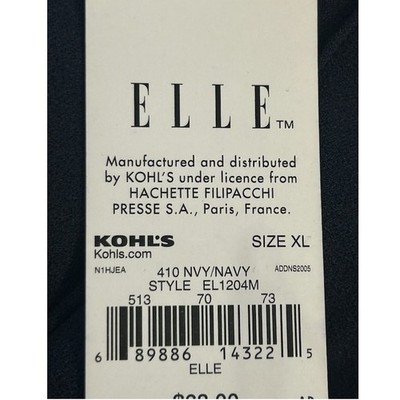 ELLE™
Manufactured and distributed
by KOHL'S under licence from
HACHETTE FILIPACCHI
PRESSE S.A., Paris, France.
KOHL'S SIZE XL
Kohls.com
N1HJEA 410 NVY/NAVY ADDNS2005
STYLE EL1204M
513 70 73
6 89886 14322 5
ELLE